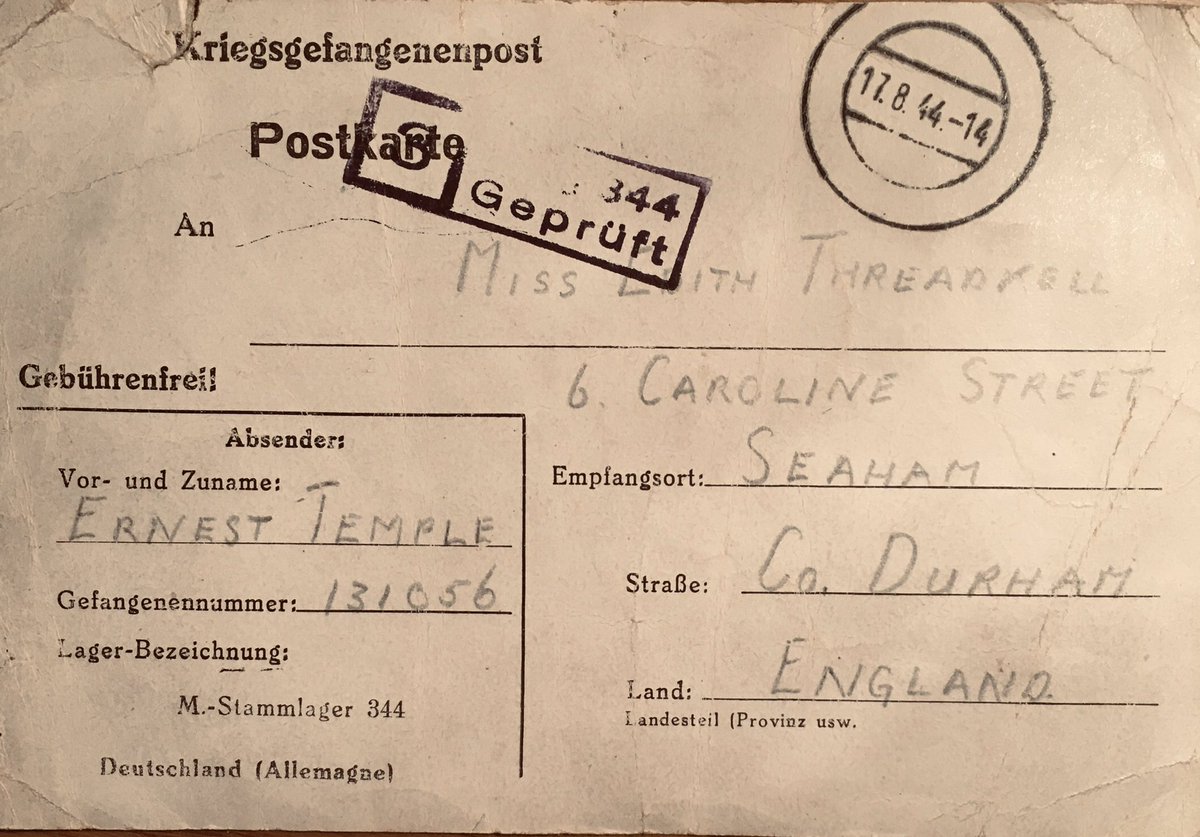 Kriegsgefangenenpost
17.8.44.-14
Postkarte
S
344
Geprüft
An
MISS EDITH THREADKELL
Gebührenfrei!
6. CAROLINE STREET
Absender:
Vor- und Zuname:
ERNEST TEMPLE
Gefangenennummer: 131056
Lager-Bezeichnung:
M.-Stammlager 344
Deutschland (Allemagne)
Empfangsort: SEAHAM
Straße: CO. DURHAM
Land: ENGLAND.
Landesteil (Provinz usw.